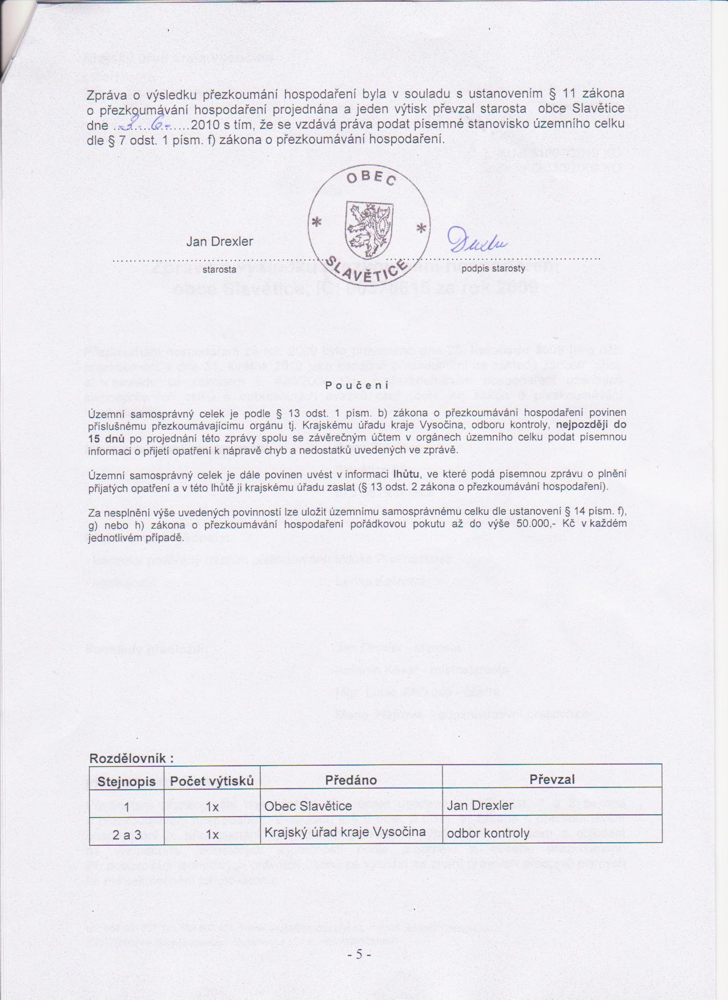 Zpráva o výsledku přezkoumání hospodaření byla v souladu s ustanovením § 11 zákona
o přezkoumávání hospodaření projednána a jeden výtisk převzal starosta obce Slavětice
dne ..3...6.......2010 s tím, že se vzdává práva podat písemné stanovisko územního celku
dle § 7 odst. 1 písm. f) zákona o přezkoumávání hospodaření.
OBEC
* *
SLAVĚTICE
Jan Drexler
starosta podpis starosty
Poučení
Územní samosprávný celek je podle § 13 odst. 1 písm. b) zákona o přezkoumávání hospodaření povinen
příslušnému přezkoumávajícímu orgánu tj. Krajskému úřadu kraje Vysočina, odboru kontroly, nejpozději do
15 dnů po projednání této zprávy spolu se závěrečným účtem v orgánech územního celku podat písemnou
informaci o přijetí opatření k nápravě chyb a nedostatků uvedených ve zprávě.
Územní samosprávný celek je dále povinen uvést v informaci lhůtu, ve které podá písemnou zprávu o plnění
přijatých opatření a v této lhůtě ji krajskému úřadu zaslat (§ 13 odst. 2 zákona o přezkoumávání hospodaření).
Za nesplnění výše uvedených povinností lze uložit územnímu samosprávnému celku dle ustanovení § 14 písm. f),
g) nebo h) zákona o přezkoumávání hospodaření pořádkovou pokutu až do výše 50.000,- Kč v každém
jednotlivém případě.
Rozdělovník :
Stejnopis Počet výtisků Předáno Převzal
1 1x Obec Slavětice Jan Drexler
2 a 3 1x Krajský úřad kraje Vysočina odbor kontroly
- 5 -